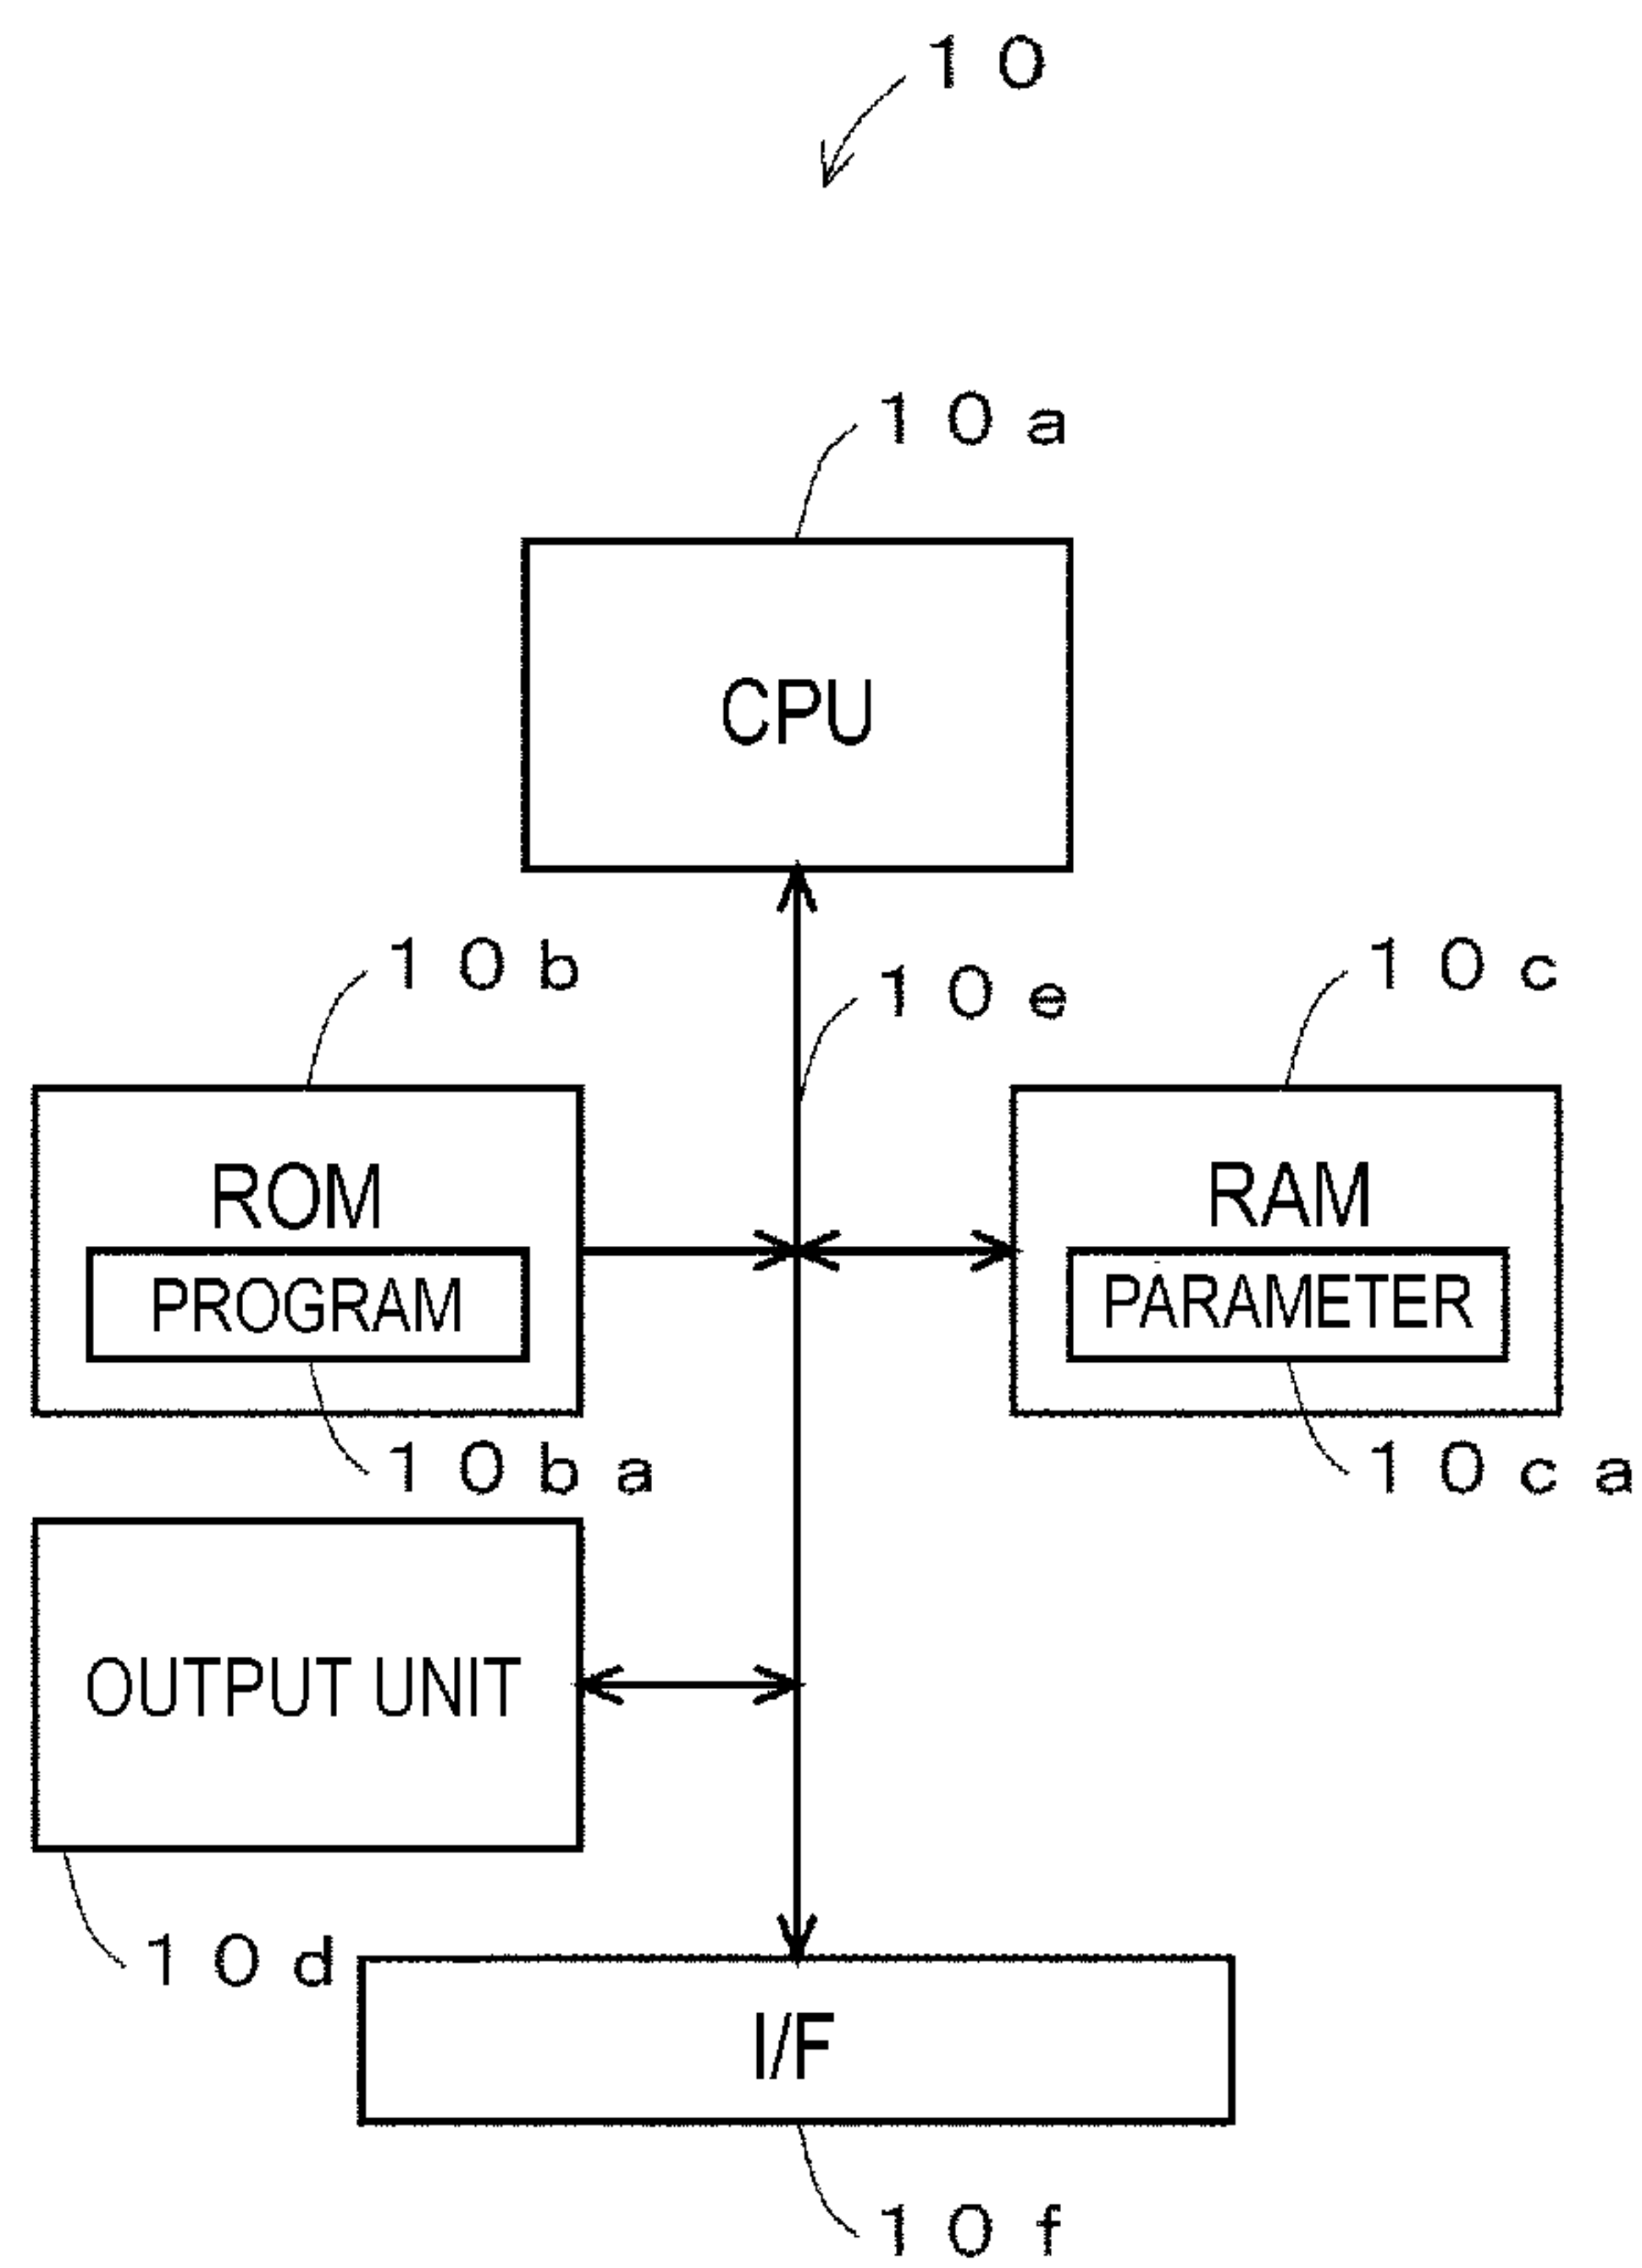 10
10a
CPU
10b
10e
10c
ROM
RAM
PROGRAM
PARAMETER
10ba
10ca
OUTPUT UNIT
10d
I/F
10f